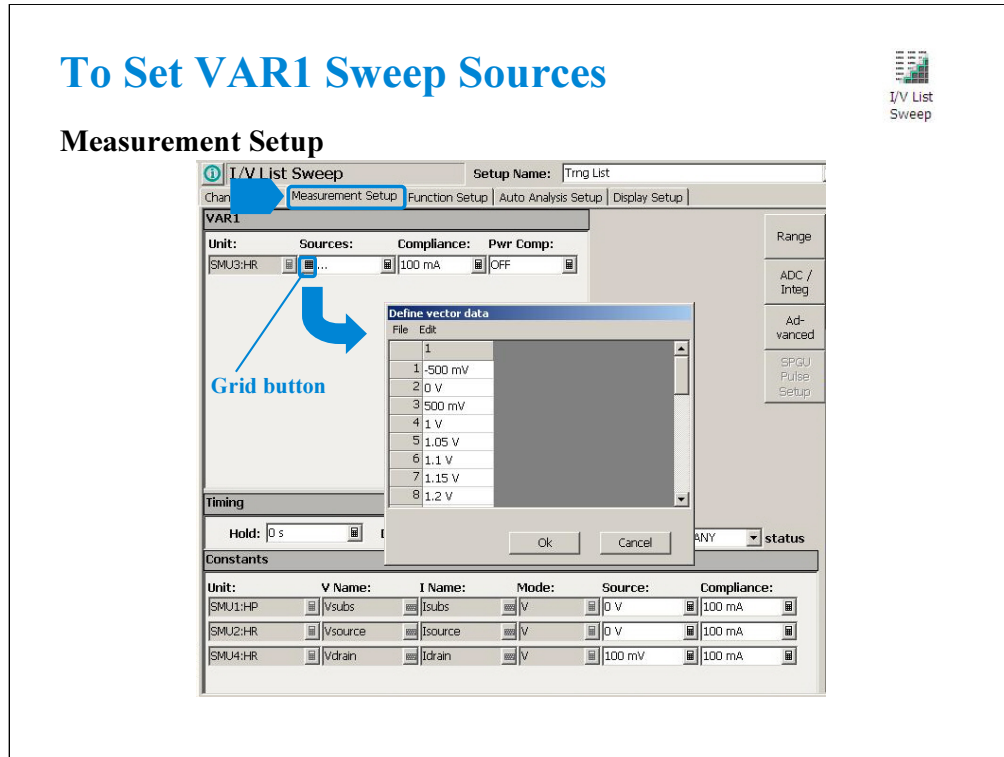 To Set VAR1 Sweep Sources
I/V List
Sweep
Measurement Setup
I/V List Sweep
Setup Name: Trng List
Chan
Measurement Setup
Function Setup
Auto Analysis Setup
Display Setup
VAR1
Unit: Sources: Compliance: Pwr Comp:
SMU3:HR ... 100 mA OFF
Range
ADC /
Integ
Ad-
vanced
SPGU
Pulse
Setup
Grid button
Define vector data
File Edit
1
1 -500 mV
2 0 V
3 500 mV
4 1 V
5 1.05 V
6 1.1 V
7 1.15 V
8 1.2 V
Ok Cancel
Timing
Hold: 0 s
ANY status
Constants
Unit: V Name: I Name: Mode: Source: Compliance:
SMU1:HP Vsubs Isubs V 0 V 100 mA
SMU2:HR Vsource Isource V 0 V 100 mA
SMU4:HR Vdrain Idrain V 100 mV 100 mA